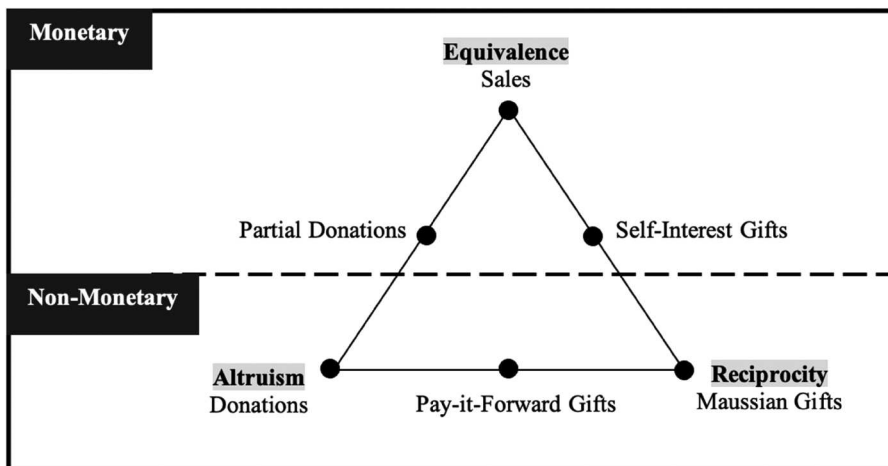 Monetary
Equivalence
Sales
Partial Donations
Self-Interest Gifts
Non-Monetary
Altruism
Donations
Pay-it-Forward Gifts
Reciprocity
Maussian Gifts